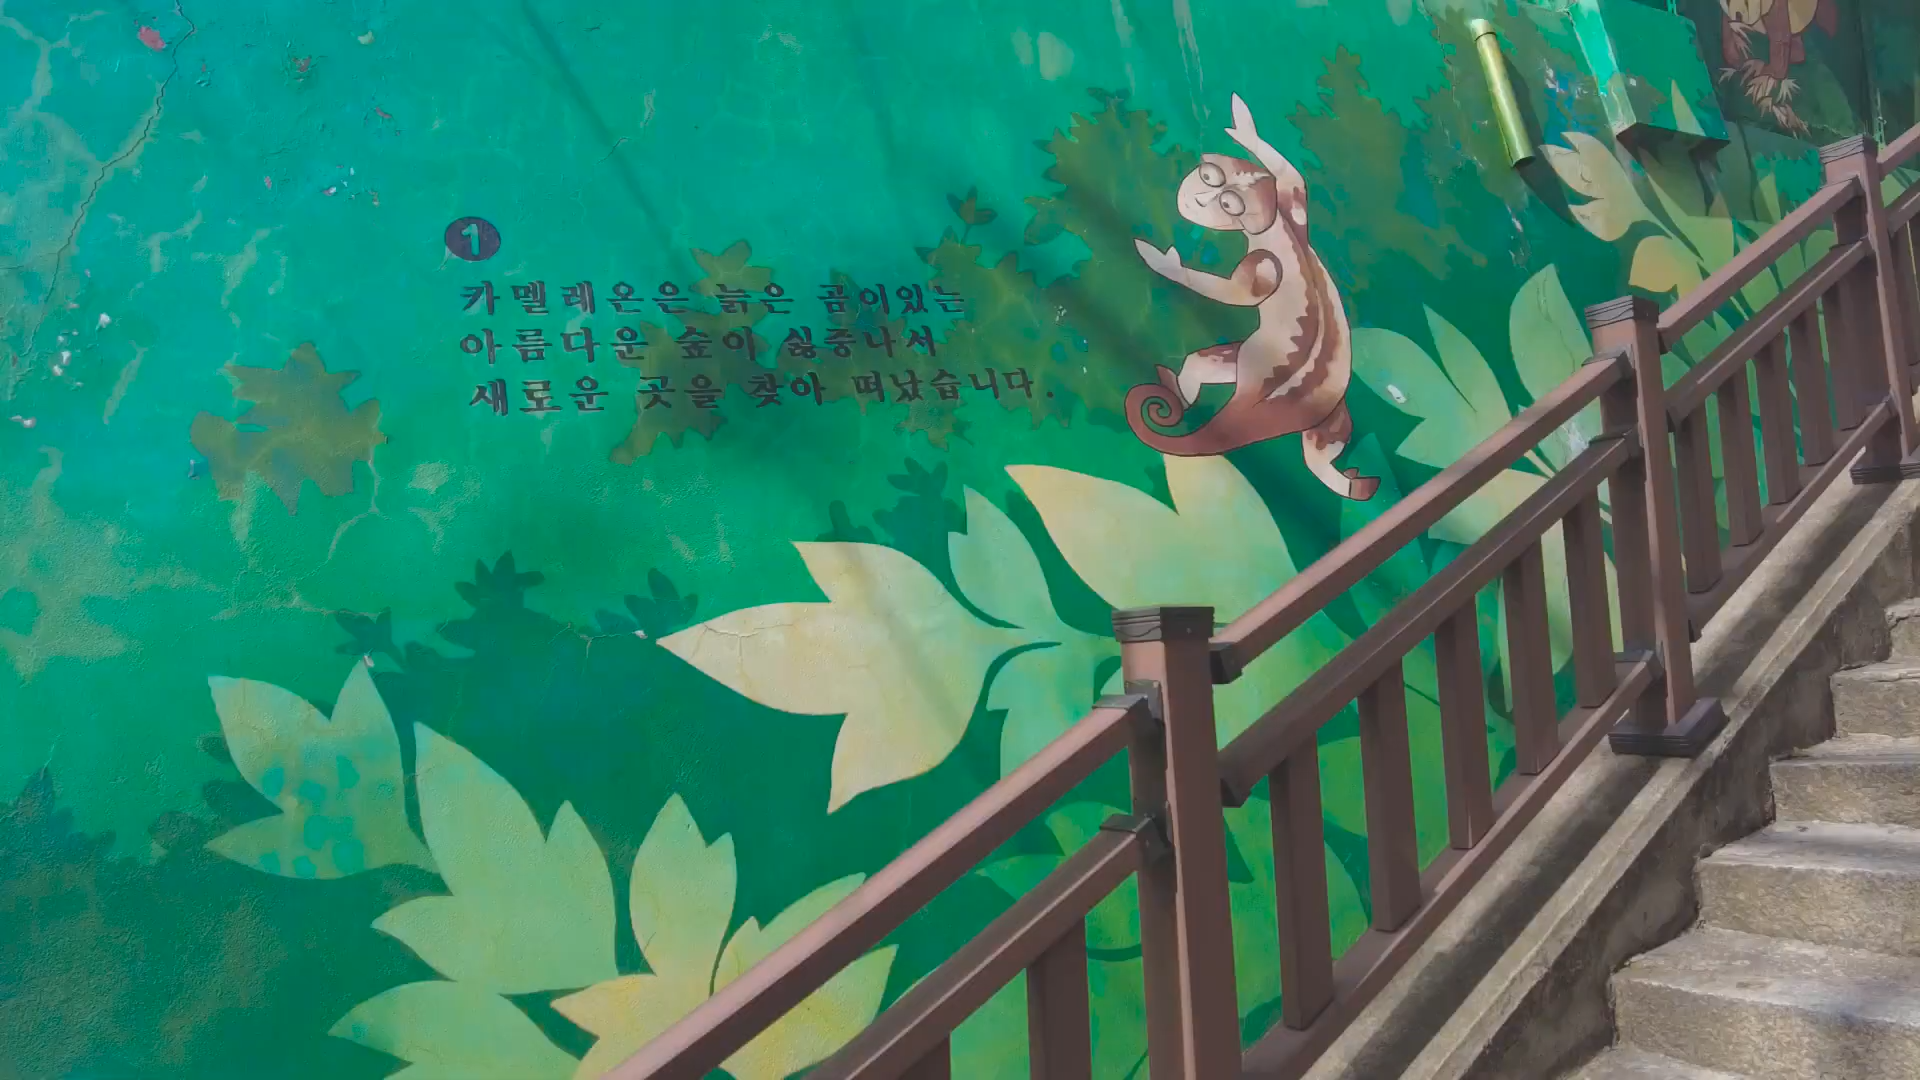 1
카멜레온은 늙은 곰이있는
아름다운 숲이 싫증나서
새로운 곳을 찾아 떠났습니다.